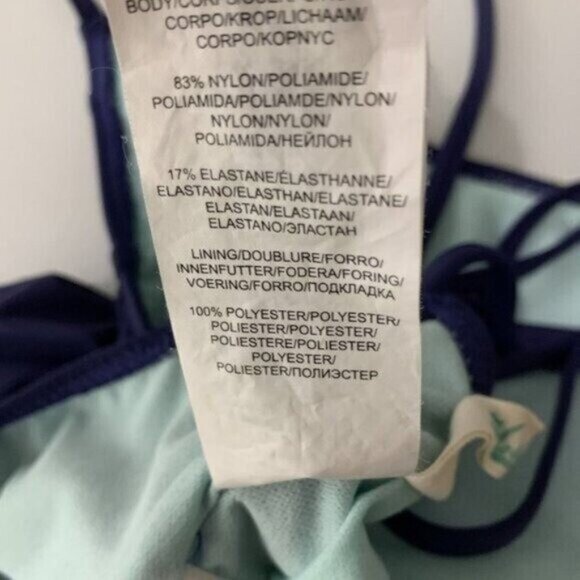 CORPO/KROP/LICHAAM/
CORPO/КОРПУС
83% NYLON/POLIAMIDE/
POLIAMIDA/POLIAMDE/NYLON/
NYLON/NYLON/
POLIAMIDA/НЕЙЛОН
17% ELASTANE/ÉLASTHANNE/
ELASTANO/ELASTHAN/ELASTANE/
ELASTAN/ELASTAAN/
ELASTANO/ЭЛАСТАН
LINING/DOUBLURE/FORRO/
INNENFUTTER/FODERA/FORING/
VOERING/FORRO/ПОДКЛАДКА
100% POLYESTER/POLYESTER/
POLIESTER/POLYESTER/
POLIESTERE/POLIESTER/
POLYESTER/
POLIESTER/ПОЛИЭСТЕР